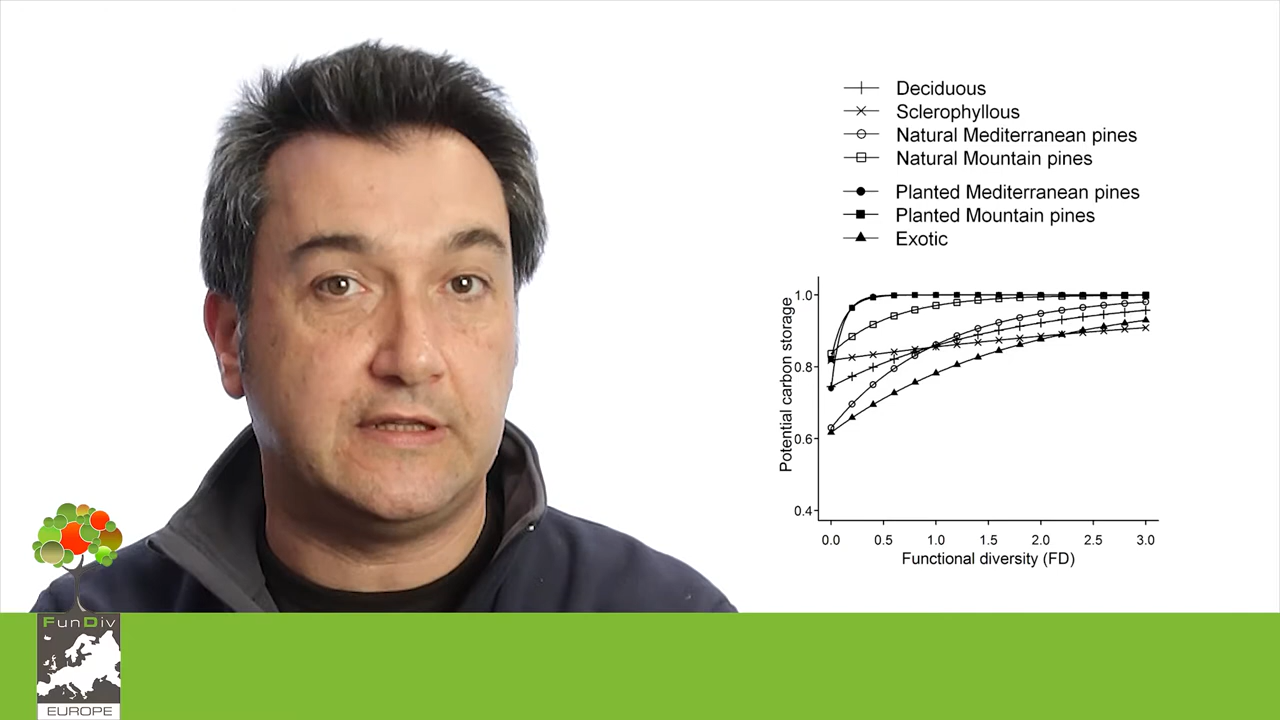 Deciduous
Sclerophyllous
Natural Mediterranean pines
Natural Mountain pines
Planted Mediterranean pines
Planted Mountain pines
Exotic
Potential carbon storage
1.0
0.8
0.6
0.4
0.0 0.5 1.0 1.5 2.0 2.5 3.0
Functional diversity (FD)
FunDiv
EUROPE